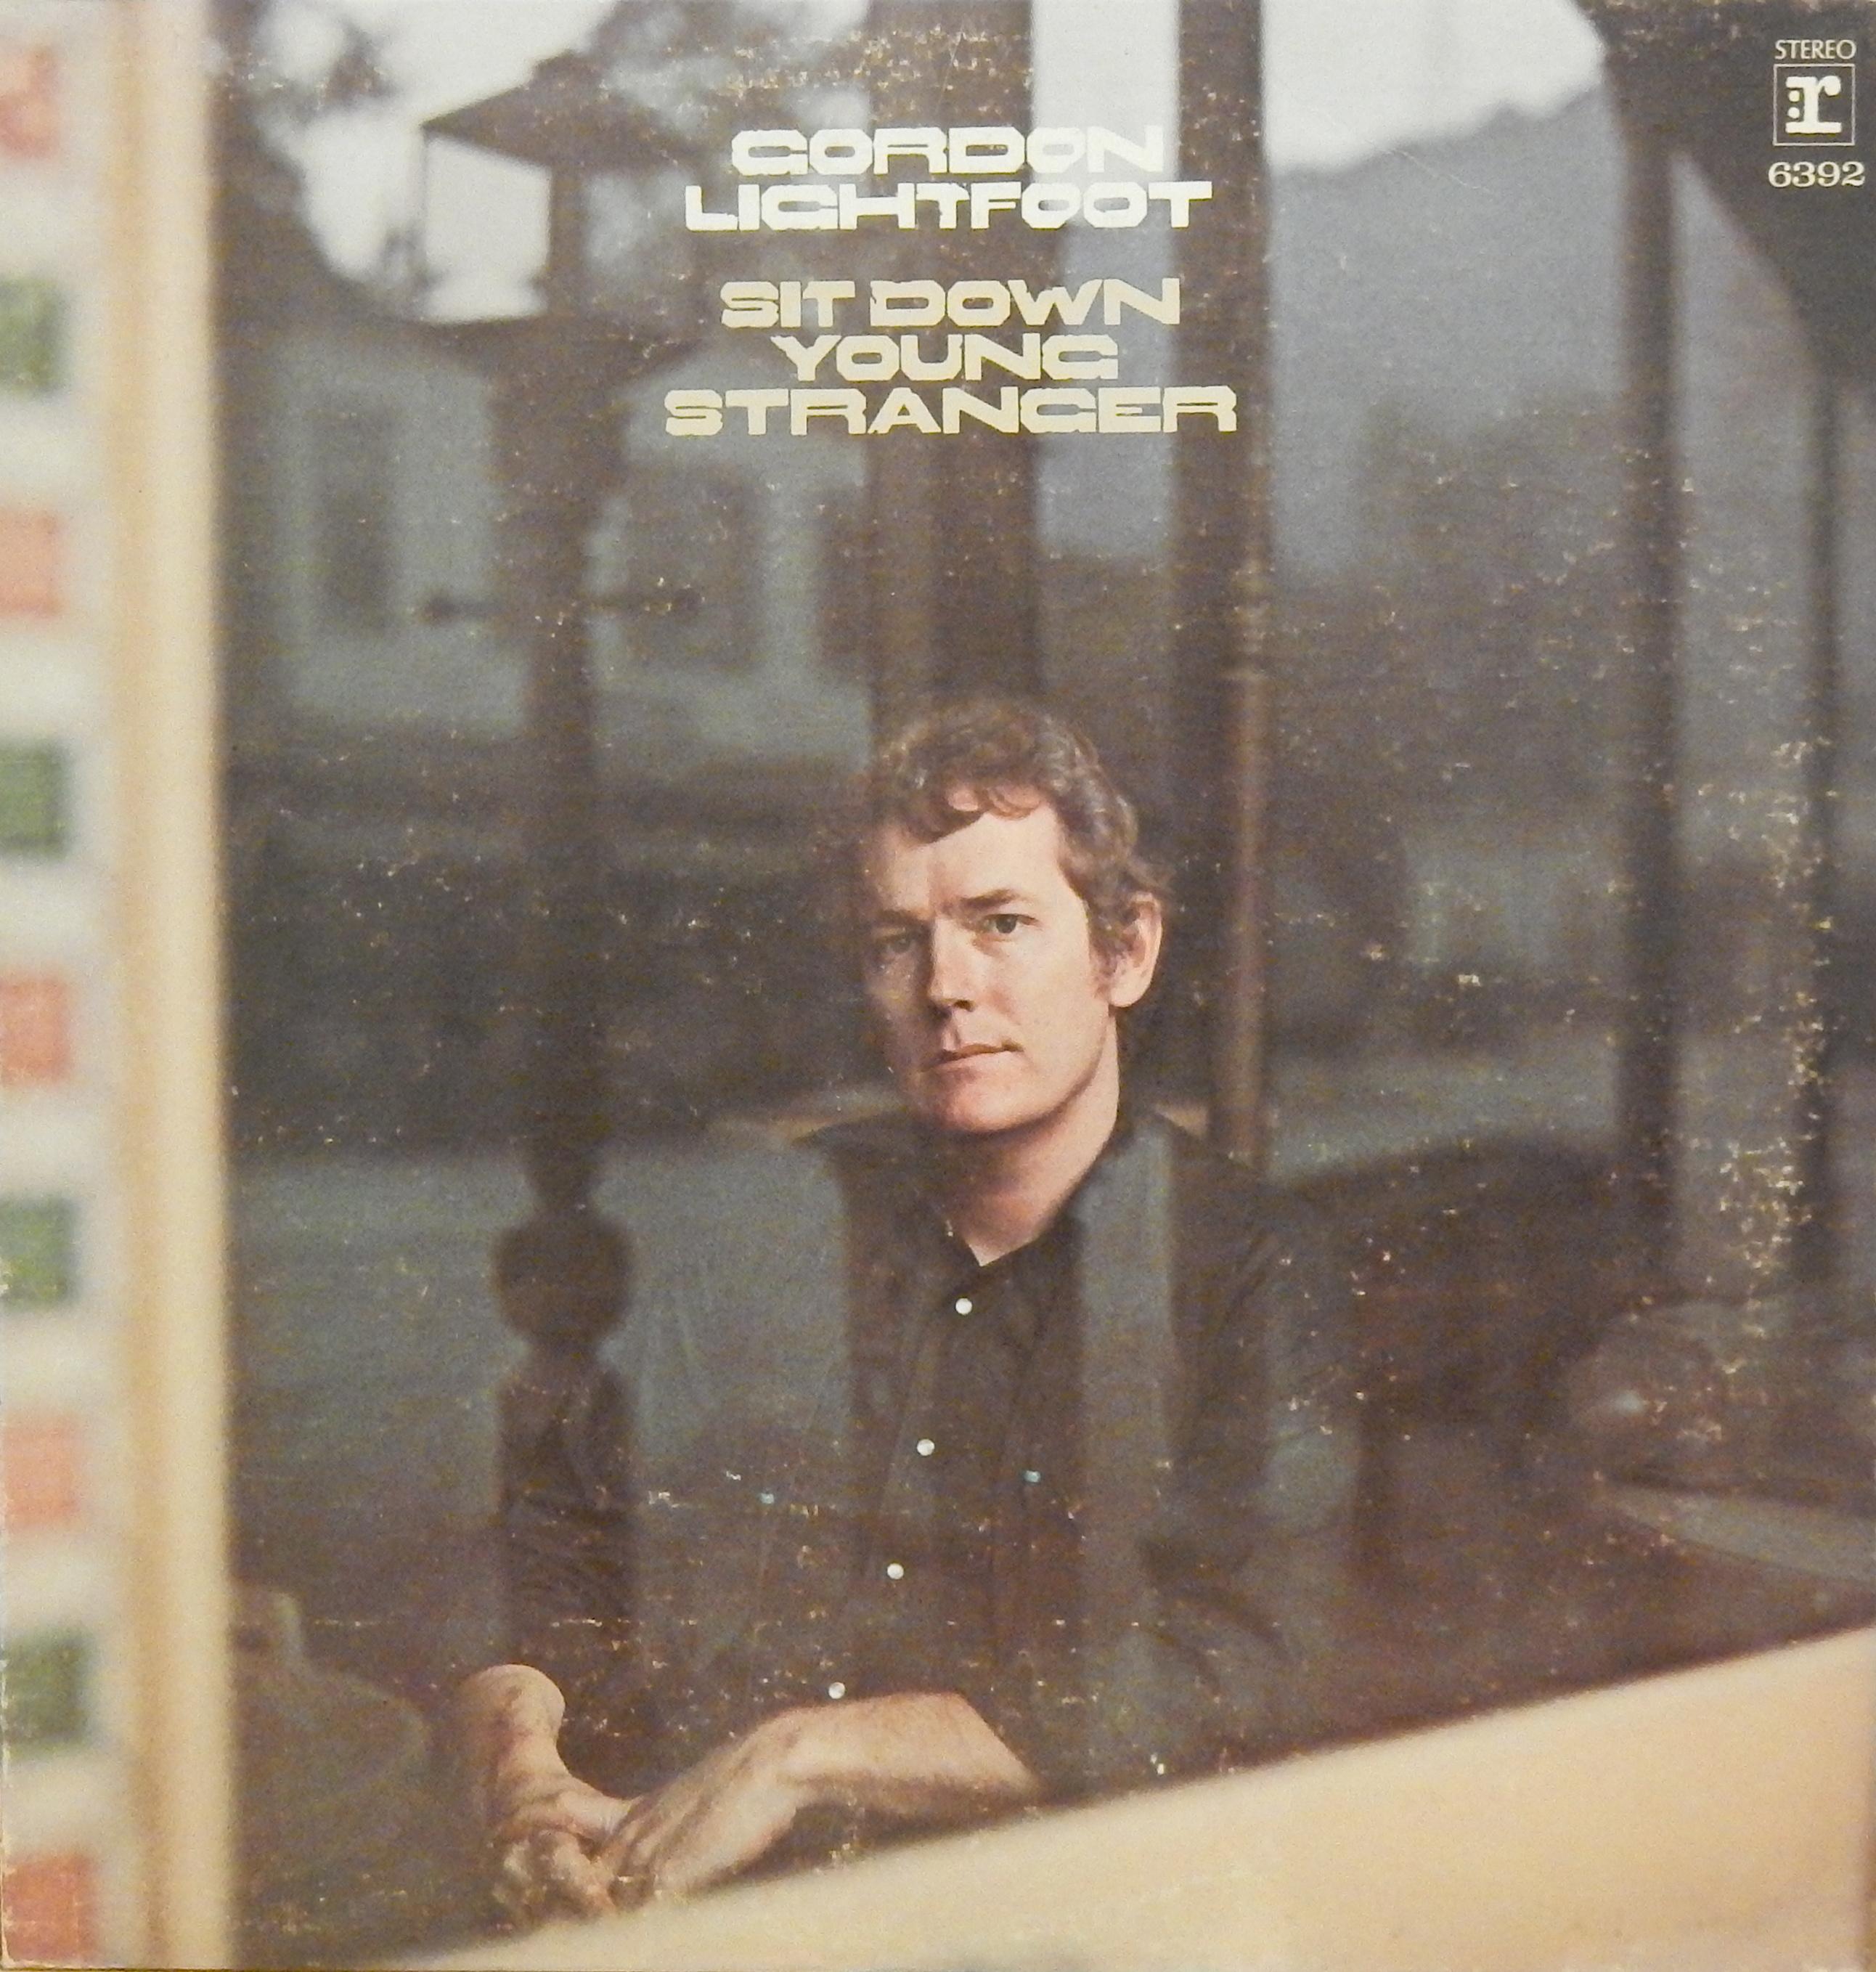 GORDON
LIGHTFOOT
SIT DOWN
YOUNG
STRANGER
STEREO
:r
6392